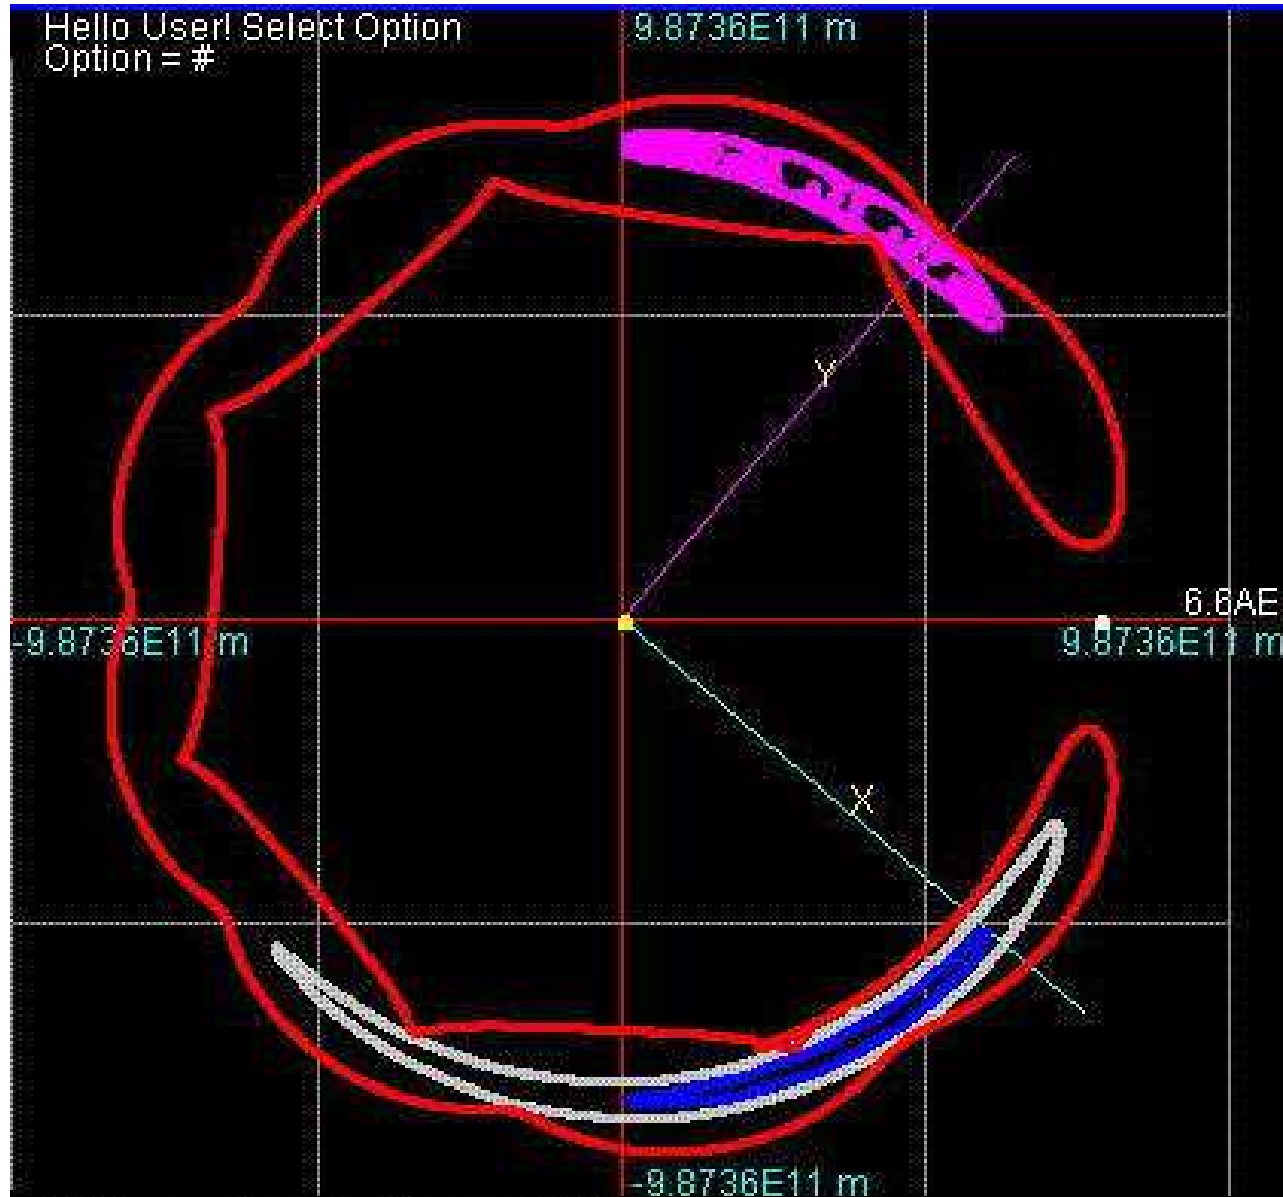 Hello User! Select Option
Option = #
9.8736E11 m
Y
6.6AE
-9.8736E11 m
9.8736E11 m
X
-9.8736E11 m